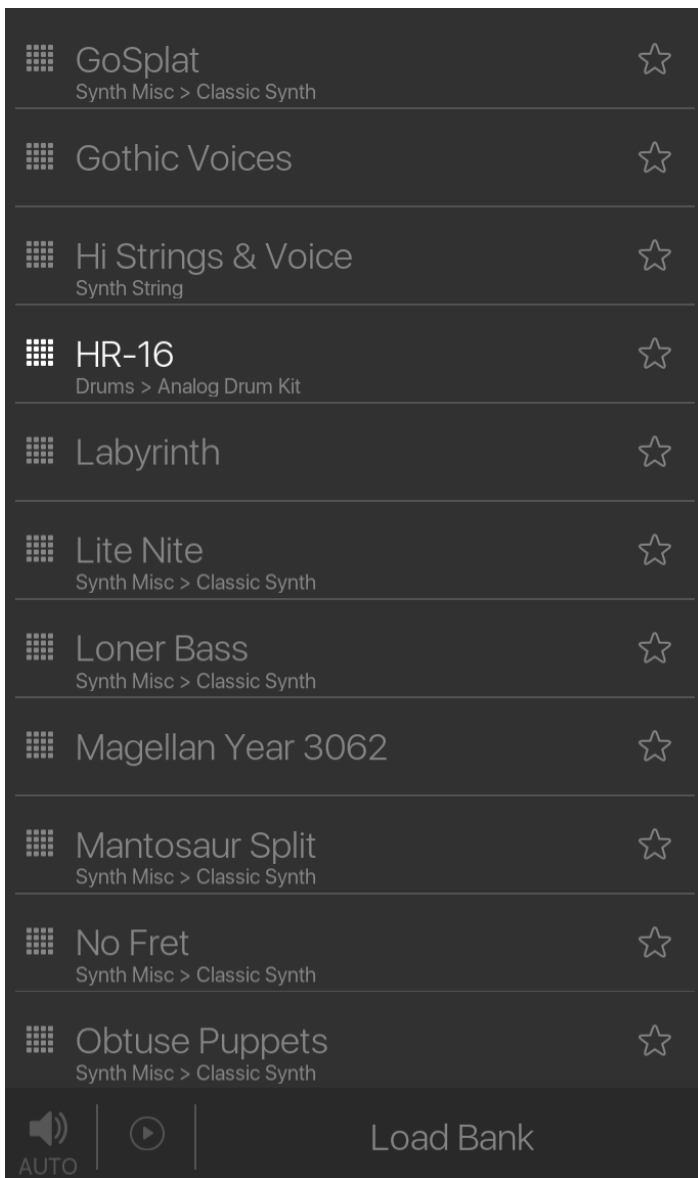 GoSplat
Synth Misc > Classic Synth
Gothic Voices
Hi Strings & Voice
Synth String
HR-16
Drums > Analog Drum Kit
Labyrinth
Lite Nite
Synth Misc > Classic Synth
Loner Bass
Synth Misc > Classic Synth
Magellan Year 3062
Mantosaur Split
Synth Misc > Classic Synth
No Fret
Synth Misc > Classic Synth
Obtuse Puppets
Synth Misc > Classic Synth
AUTO
Load Bank